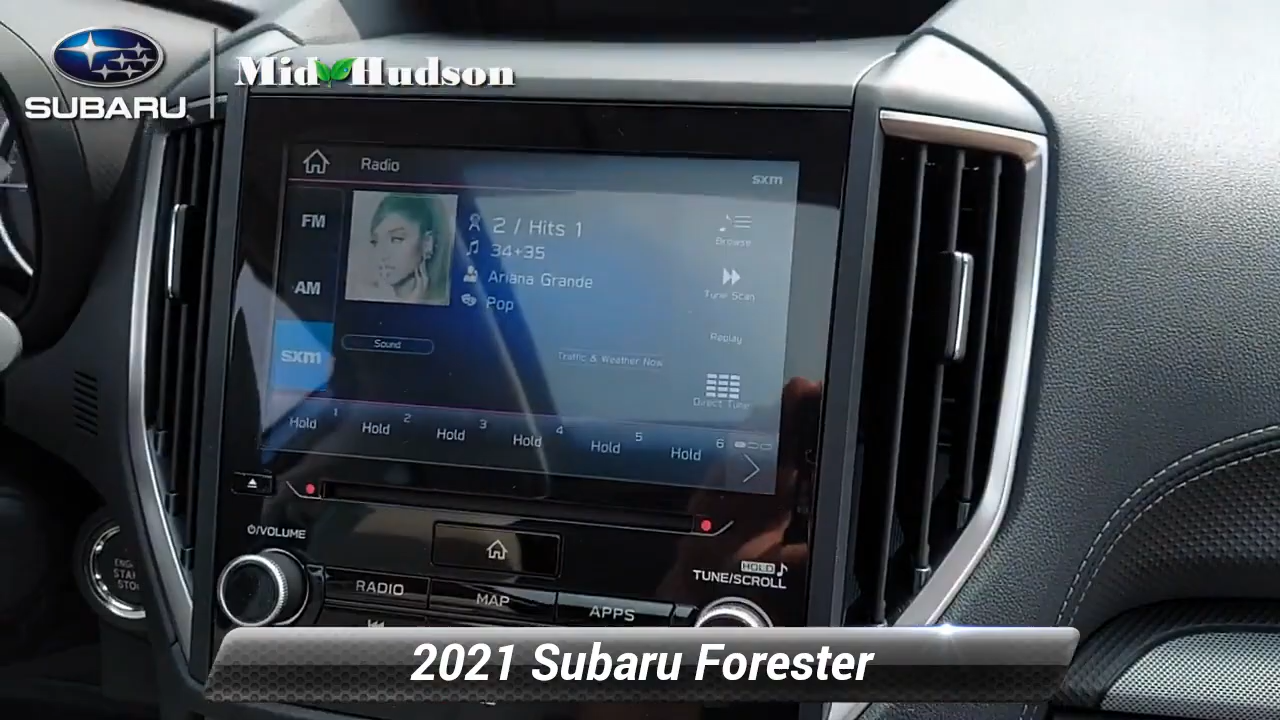 SUBARU
Mid Hudson
Radio
sxm
FM
2 / Hits 1
Browse
34+35
AM
Ariana Grande
Tune Scan
Pop
Replay
Sound
sxm
Traffic & Weather Now
Direct Tune
Hold 1
Hold 2
Hold 3
Hold 4
Hold 5
Hold 6
VOLUME
HOLD
TUNE/SCROLL
RADIO
MAP
APPS
2021 Subaru Forester